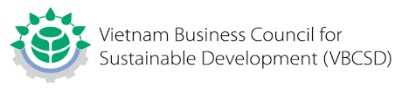 Vietnam Business Council for
Sustainable Development (VBCSD)